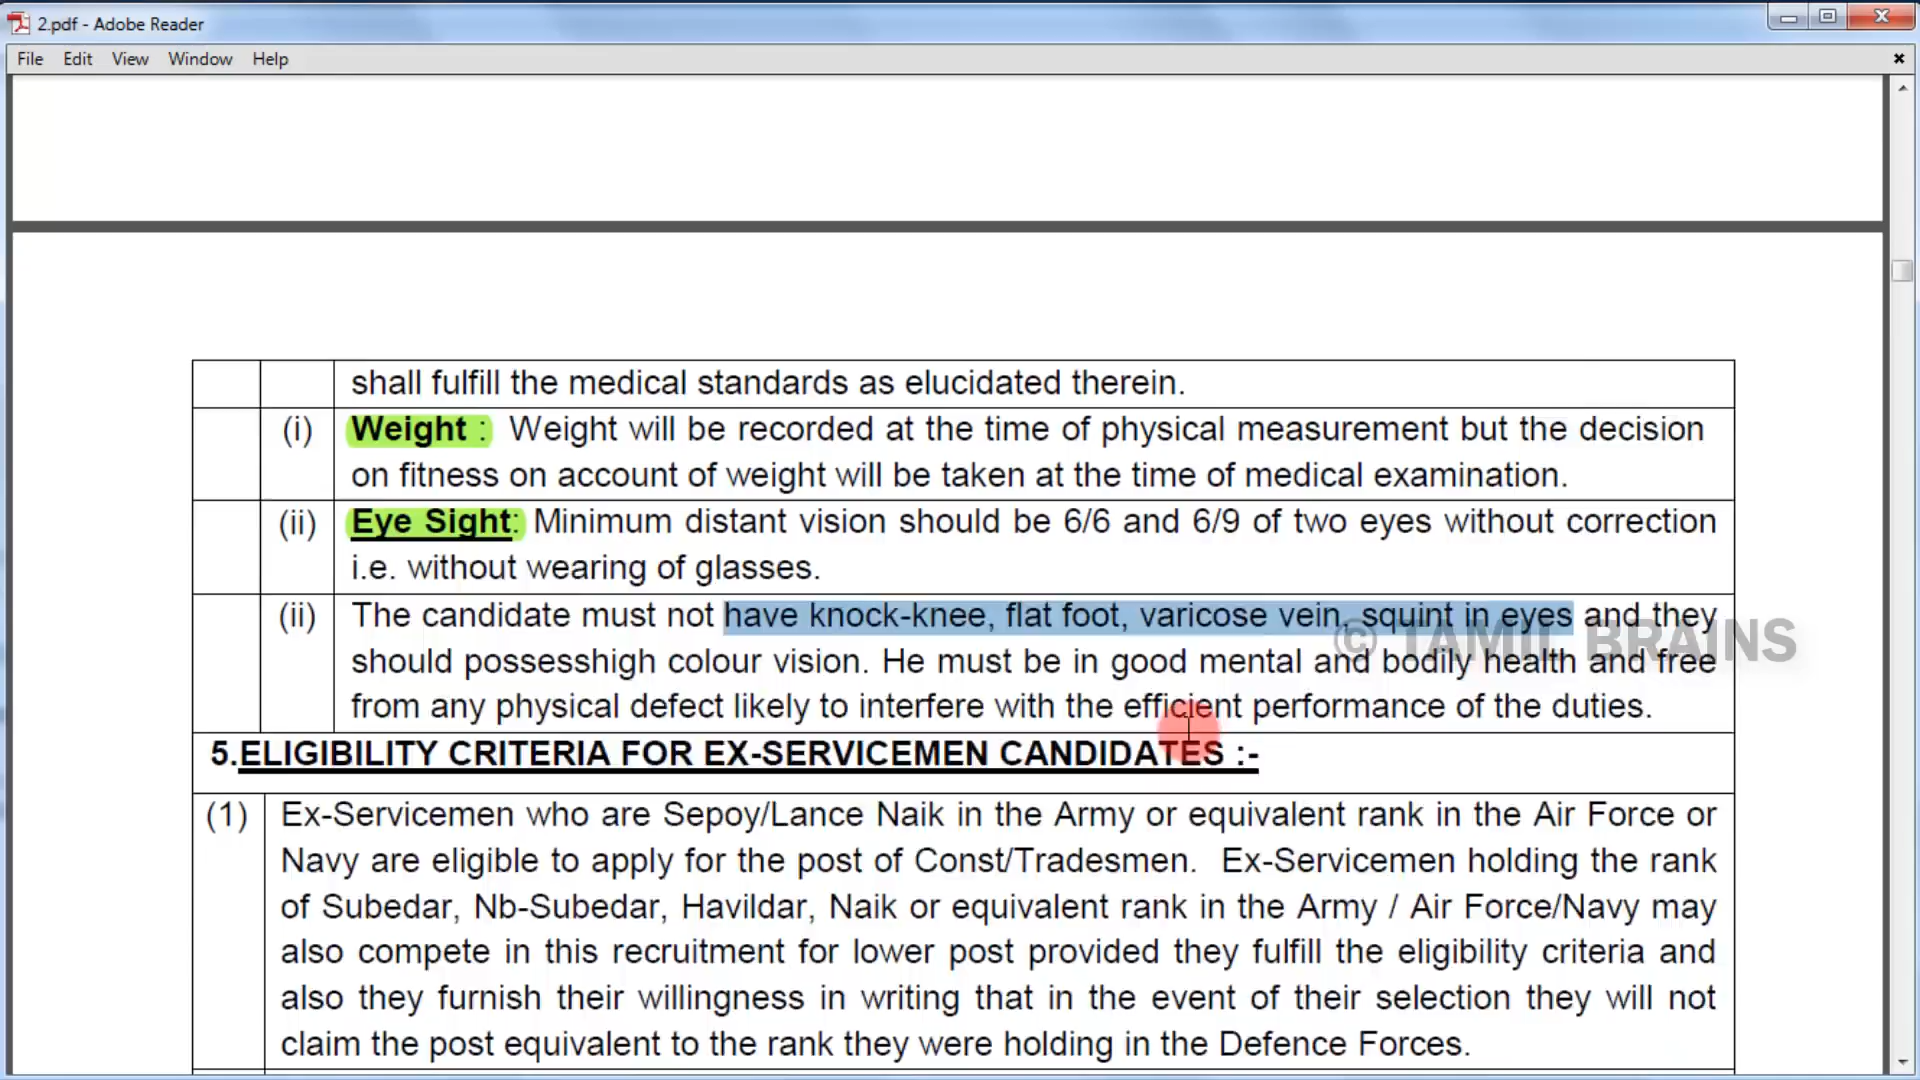 2.pdf - Adobe Reader
File Edit View Window Help
shall fulfill the medical standards as elucidated therein.
(i) Weight : Weight will be recorded at the time of physical measurement but the decision
on fitness on account of weight will be taken at the time of medical examination.
(ii) Eye Sight: Minimum distant vision should be 6/6 and 6/9 of two eyes without correction
i.e. without wearing of glasses.
(ii) The candidate must not have knock-knee, flat foot, varicose vein, squint in eyes and they
© TAMIL BRAINS
should possesshigh colour vision. He must be in good mental and bodily health and free
from any physical defect likely to interfere with the efficient performance of the duties.
5.ELIGIBILITY CRITERIA FOR EX-SERVICEMEN CANDIDATES :-
(1) Ex-Servicemen who are Sepoy/Lance Naik in the Army or equivalent rank in the Air Force or
Navy are eligible to apply for the post of Const/Tradesmen. Ex-Servicemen holding the rank
of Subedar, Nb-Subedar, Havildar, Naik or equivalent rank in the Army / Air Force/Navy may
also compete in this recruitment for lower post provided they fulfill the eligibility criteria and
also they furnish their willingness in writing that in the event of their selection they will not
claim the post equivalent to the rank they were holding in the Defence Forces.